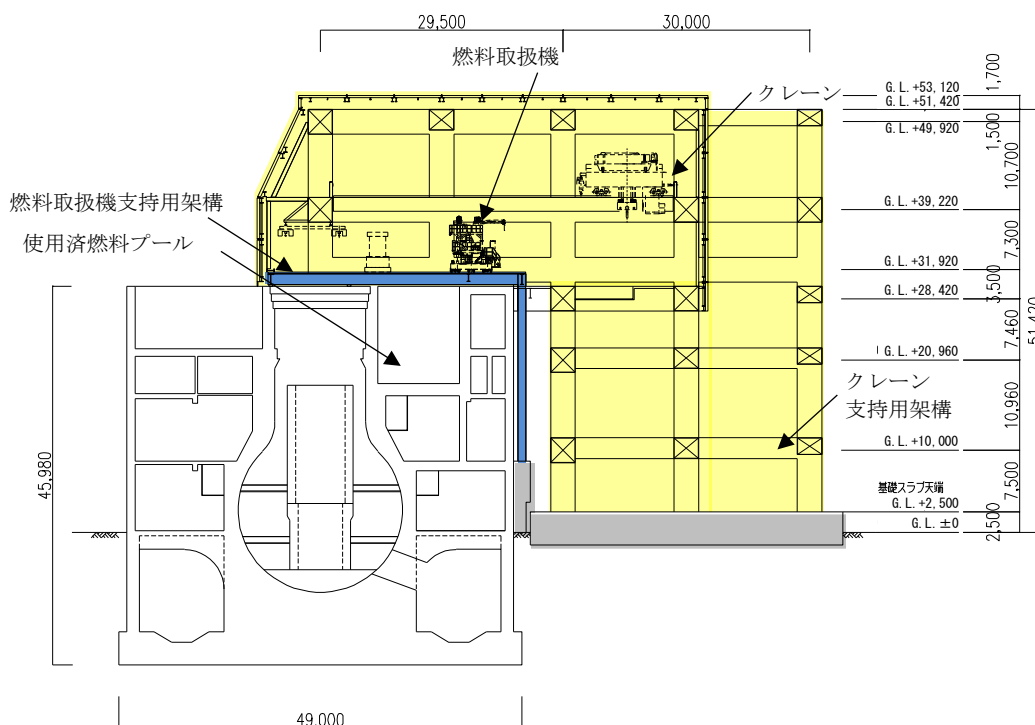 29,500
30,000
燃料取扱機
クレーン
燃料取扱機支持用架構
使用済燃料プール
クレーン
支持用架構
G.L.+53,120
G.L.+51,420
G.L.+49,920
G.L.+39,220
G.L.+31,920
G.L.+28,420
G.L.+20,960
G.L.+10,000
基礎スラブ天端
G.L.+2,500
G.L.±0
1,700
1,500
10,700
7,300
3,500
7,460
10,960
7,500
2,500
51,420
45,980
49,000